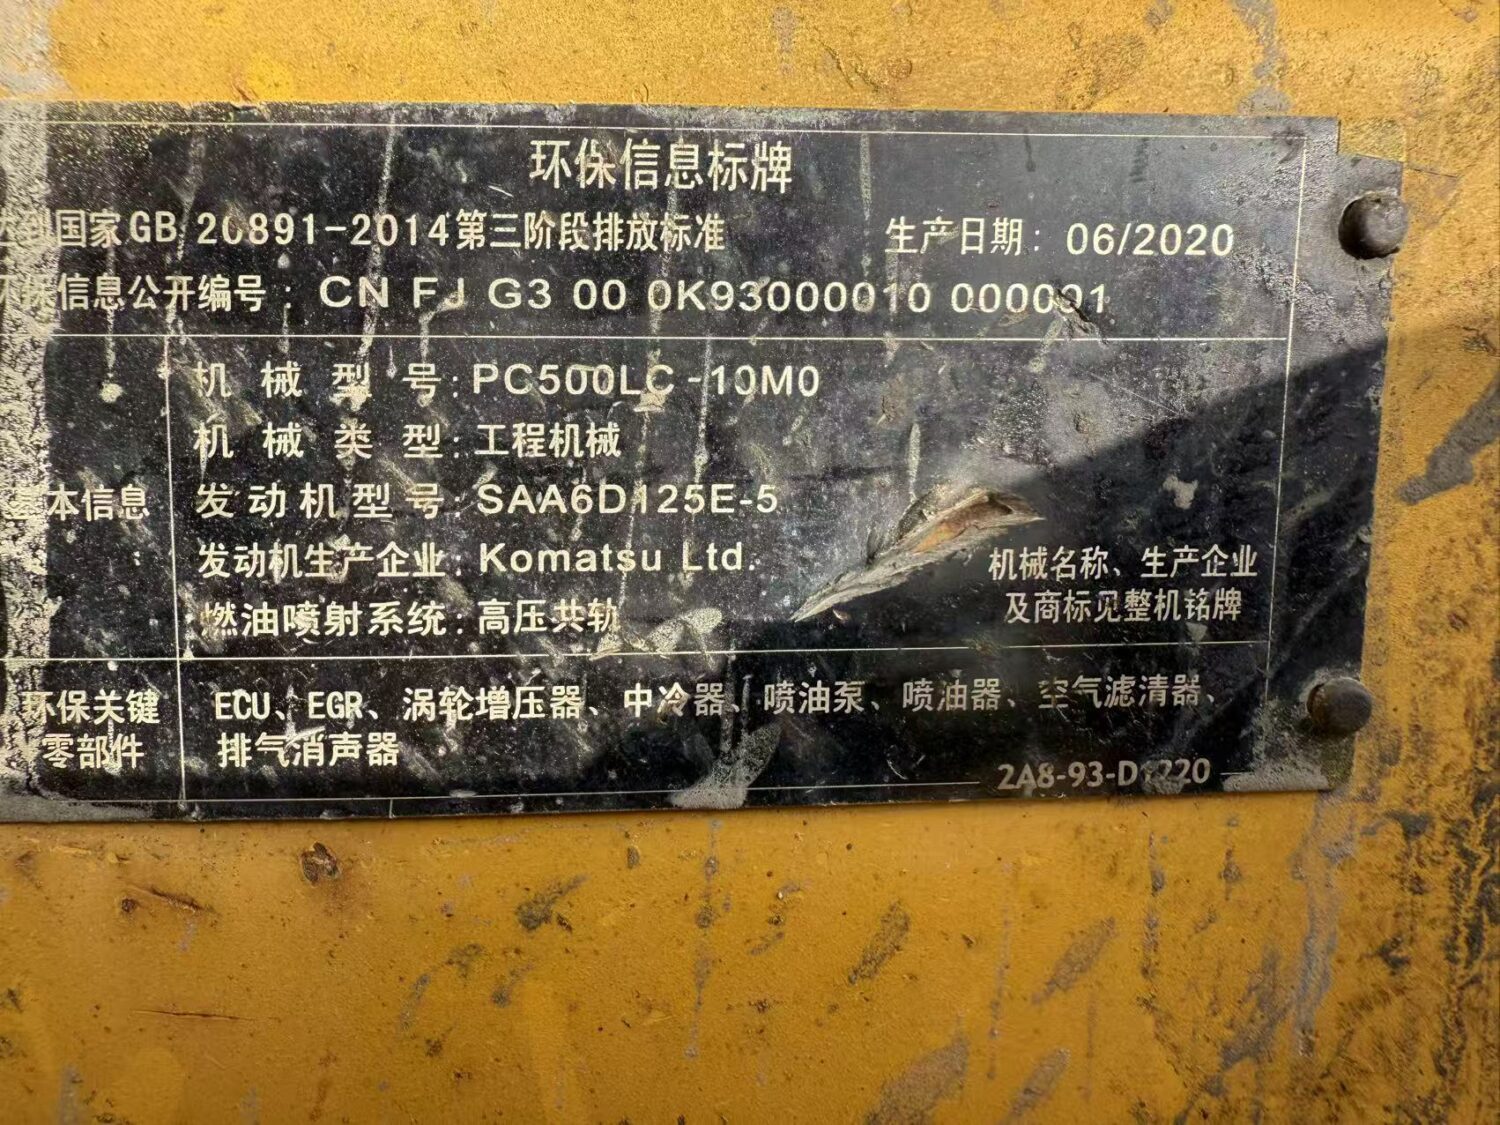 环保信息标牌
达到国家GB 20891-2014第三阶段排放标准 生产日期：06/2020
环保信息公开编号：CN FJ G3 00 0K93000010 000001
机械型号：PC500LC-10M0
机械类型：工程机械
基本信息 发动机型号：SAA6D125E-5
发动机生产企业：Komatsu Ltd.
燃油喷射系统：高压共轨
机械名称、生产企业
及商标见整机铭牌
环保关键
零部件
ECU、EGR、涡轮增压器、中冷器、喷油泵、喷油器、空气滤清器、
排气消声器